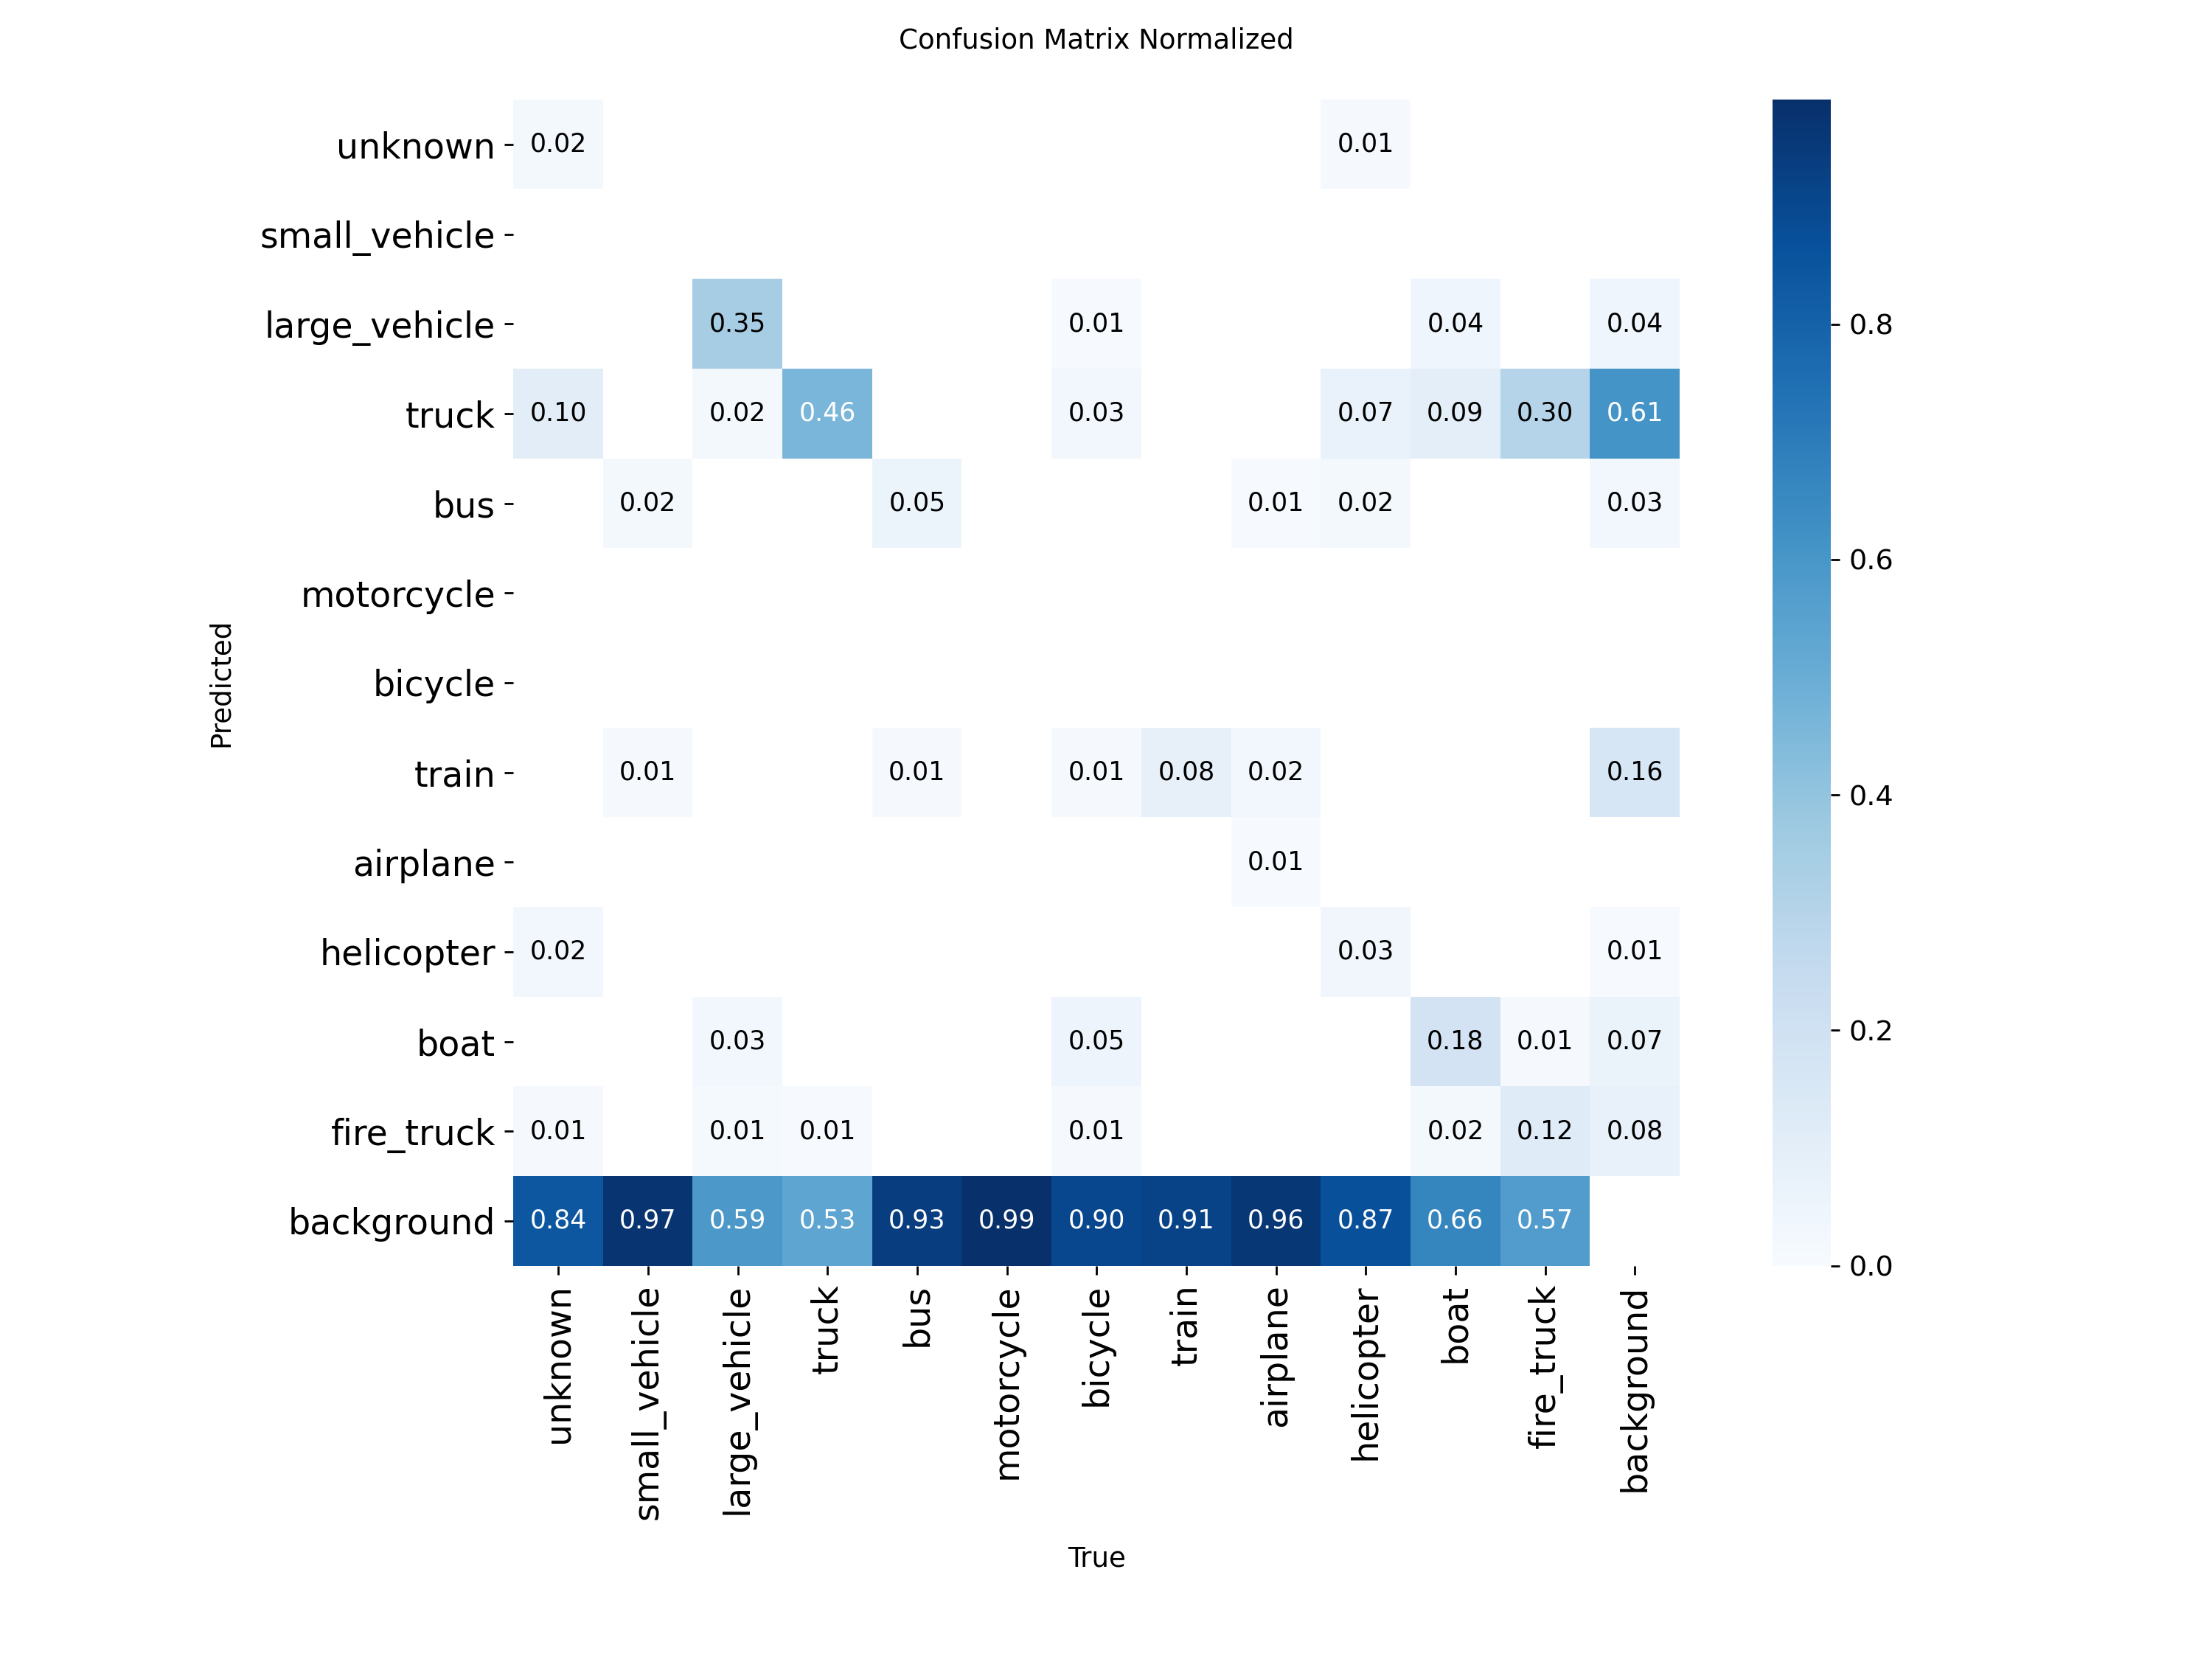 Confusion Matrix Normalized
unknown 0.02 0.01
small_vehicle
large_vehicle 0.35 0.01 0.04 0.04 0.8
truck 0.10 0.02 0.46 0.03 0.07 0.09 0.30 0.61
bus 0.02 0.05 0.01 0.02 0.03
0.6
motorcycle
bicycle
Predicted
train 0.01 0.01 0.01 0.08 0.02 0.16
0.4
airplane 0.01
helicopter 0.02 0.03 0.01
boat 0.03 0.05 0.18 0.01 0.07
0.2
fire_truck 0.01 0.01 0.01 0.01 0.02 0.12 0.08
background 0.84 0.97 0.59 0.53 0.93 0.99 0.90 0.91 0.96 0.87 0.66 0.57
0.0
unknown small_vehicle large_vehicle truck bus motorcycle bicycle train airplane helicopter boat fire_truck background
True